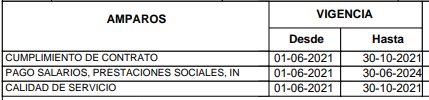 AMPAROS VIGENCIA
Desde Hasta
CUMPLIMIENTO DE CONTRATO 01-06-2021 30-10-2021
PAGO SALARIOS, PRESTACIONES SOCIALES, IN 01-06-2021 30-06-2024
CALIDAD DE SERVICIO 01-06-2021 30-10-2021